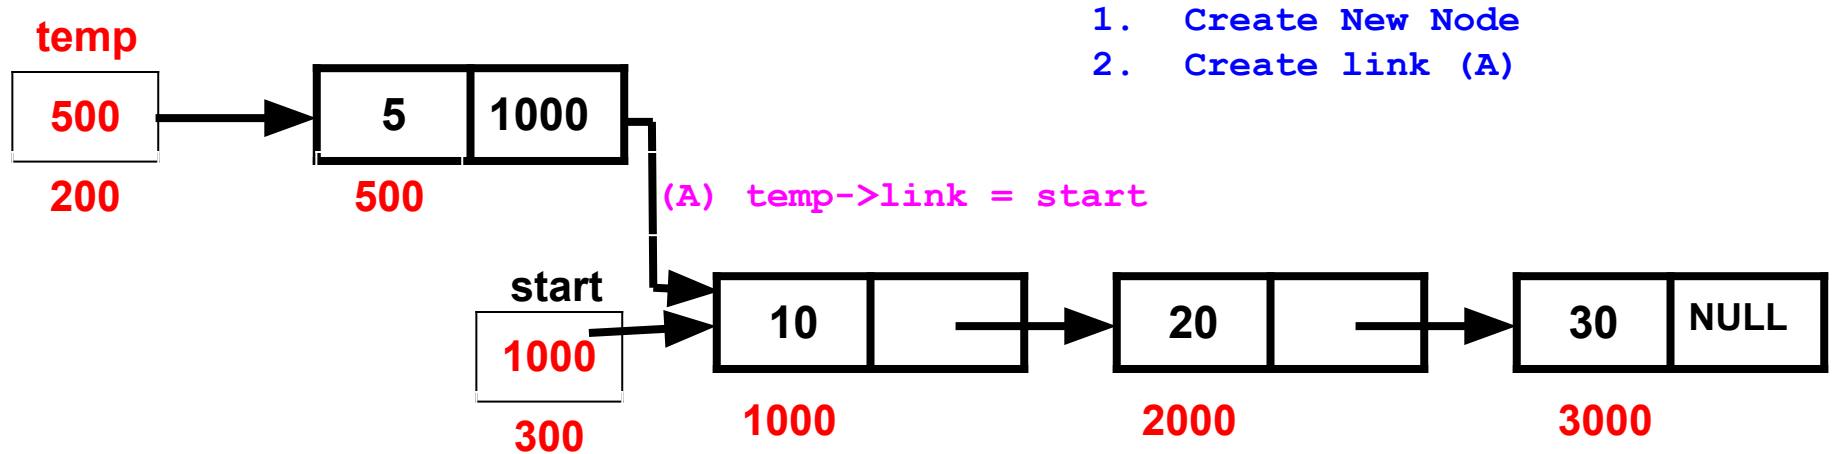 1. Create New Node
2. Create link (A)
temp
500
5
1000
200
500
(A) temp->link = start
start
1000
10
20
30
NULL
300
1000
2000
3000